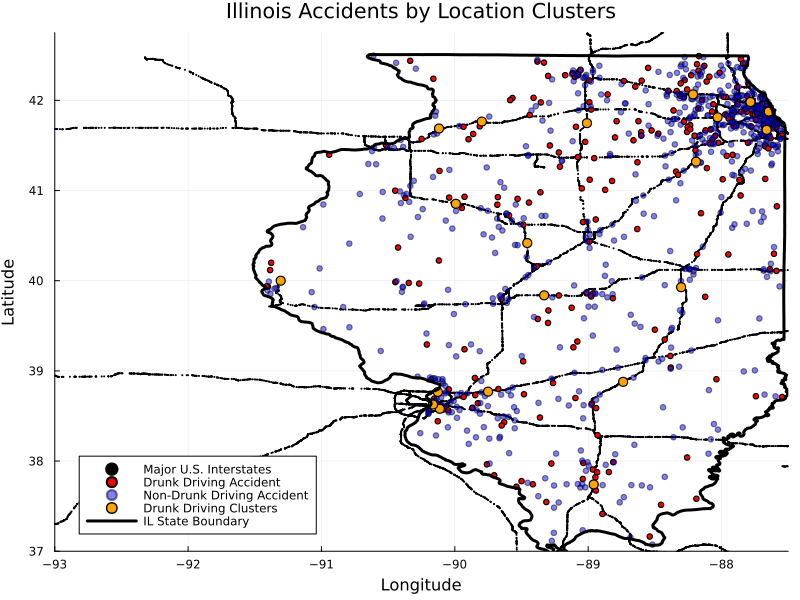 Illinois Accidents by Location Clusters
42
41
40
39
38
37
Latitude
Major U.S. Interstates
Drunk Driving Accident
Non-Drunk Driving Accident
Drunk Driving Clusters
IL State Boundary
−93
−92
−91
−90
−89
−88
Longitude